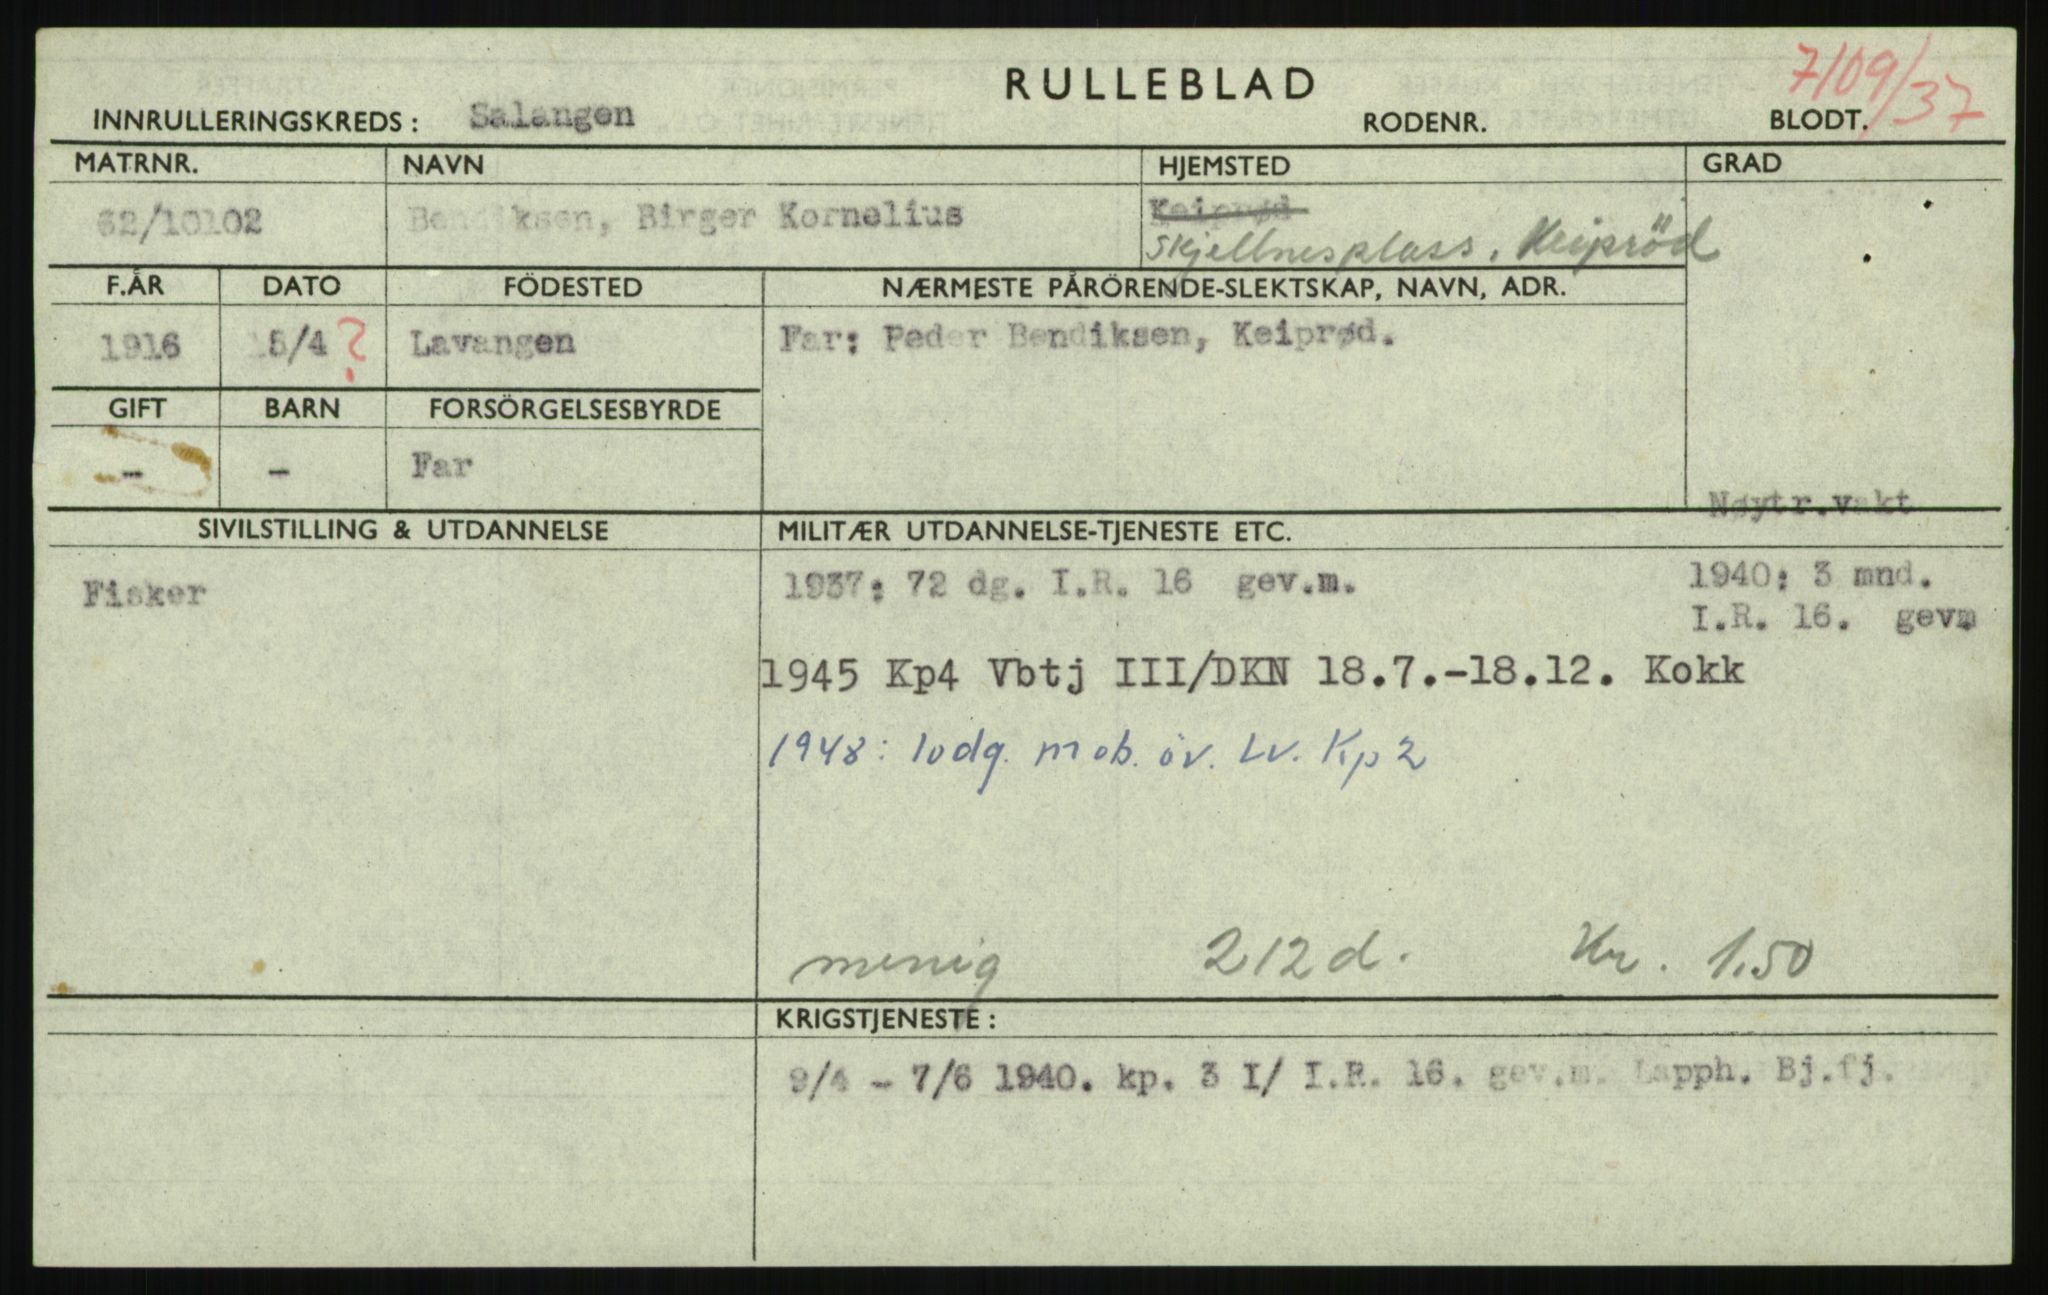 RULLEBLAD
7109/37
INNRULLERINGSKREDS: Salangen RODENR. BLODT.
MATRNR. NAVN HJEMSTED GRAD
62/10102 Bendiksen, Birger Kornelius Keiprød
Skjellnesplass, Keiprød
F.ÅR DATO FÖDESTED NÆRMESTE PÅRÖRENDE-SLEKTSKAP, NAVN, ADR.
1916 15/4 ? Lavangen Far: Peder Bendiksen, Keiprød.
GIFT BARN FORSÖRGELSESBYRDE
- - Far
Nøytr.vakt
SIVILSTILLING & UTDANNELSE MILITÆR UTDANNELSE-TJENESTE ETC.
Fisker 1937: 72 dg. I.R. 16 gev.m. 1940: 3 mnd.
I.R. 16. gevm
1945 Kp4 Vbtj III/DKN 18.7.-18.12. Kokk
1948: 10dg. mob. öv. Lv. Kp 2
menig 212 d. Kr. 1.50
KRIGSTJENESTE:
9/4 - 7/6 1940. kp. 3 I/ I.R. 16. gev.m. Lapph. Bj.fj.